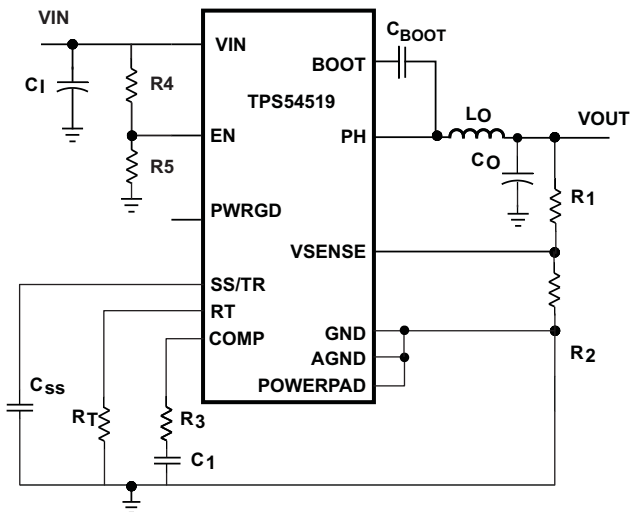 VIN
VIN
C_BOOT
BOOT
CI
R4
TPS54519
LO
VOUT
EN
PH
CO
R5
R1
PWRGD
VSENSE
SS/TR
RT
GND
COMP
AGND
R2
POWERPAD
Css
RT
R3
C1